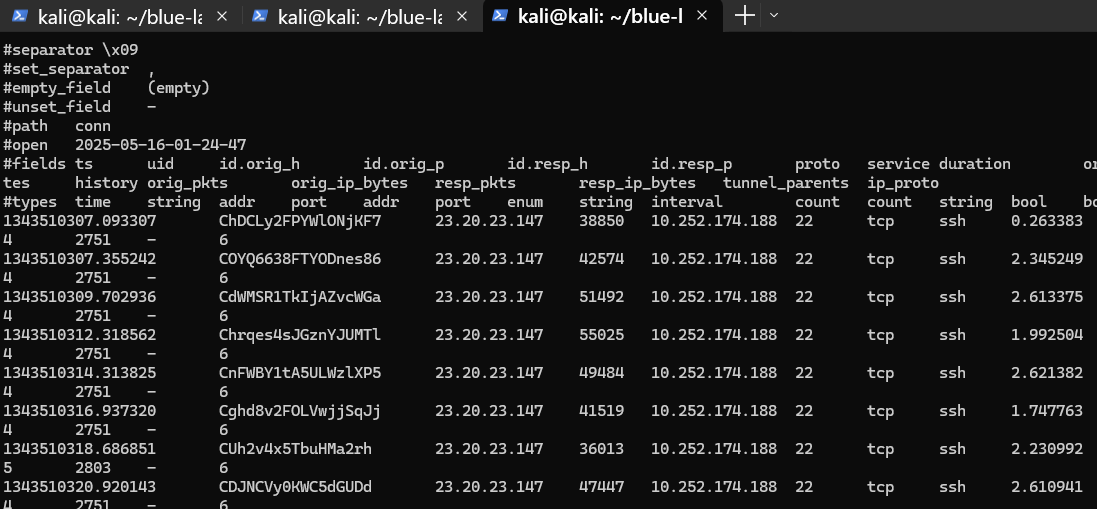 kali@kali: ~/blue-la
kali@kali: ~/blue-la
kali@kali: ~/blue-l
#separator \x09
#set_separator ,
#empty_field (empty)
#unset_field -
#path conn
#open 2025-05-16-01-24-47
#fields ts uid id.orig_h id.orig_p id.resp_h id.resp_p proto service duration or
tes history orig_pkts orig_ip_bytes resp_pkts resp_ip_bytes tunnel_parents ip_proto
#types time string addr port addr port enum string interval count count string bool bo
1343510307.093307 ChDCLy2FPYWlONjKF7 23.20.23.147 38850 10.252.174.188 22 tcp ssh 0.263383
4 2751 - 6
1343510307.355242 COYQ6638FTYODnes86 23.20.23.147 42574 10.252.174.188 22 tcp ssh 2.345249
4 2751 - 6
1343510309.702936 CdWMSR1TkIjAZvcWGa 23.20.23.147 51492 10.252.174.188 22 tcp ssh 2.613375
4 2751 - 6
1343510312.318562 Chrqes4sJGznYJUMTl 23.20.23.147 55025 10.252.174.188 22 tcp ssh 1.992504
4 2751 - 6
1343510314.313825 CnFWBY1tA5ULWzlXP5 23.20.23.147 49484 10.252.174.188 22 tcp ssh 2.621382
4 2751 - 6
1343510316.937320 Cghd8v2FOLVwjjSqJj 23.20.23.147 41519 10.252.174.188 22 tcp ssh 1.747763
4 2751 - 6
1343510318.686851 CUh2v4x5TbuHMa2rh 23.20.23.147 36013 10.252.174.188 22 tcp ssh 2.230992
5 2803 - 6
1343510320.920143 CDJNCVy0KWC5dGUDd 23.20.23.147 47447 10.252.174.188 22 tcp ssh 2.610941
4 2751 - 6